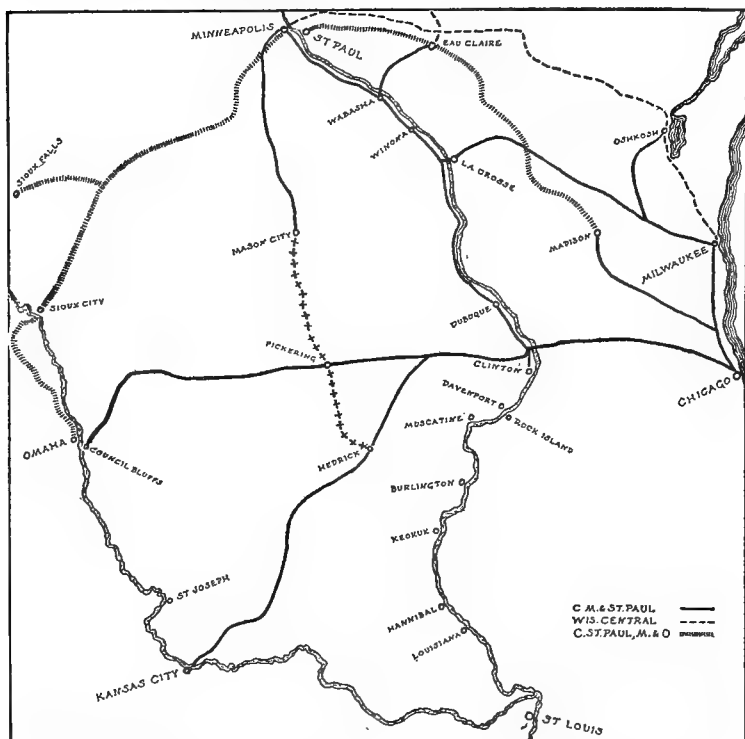 MINNEAPOLIS
ST PAUL
EAU CLAIRE
WABASHA
WINONA
OSHKOSH
SIOUX FALLS
LA CROSSE
MASON CITY
MADISON
MILWAUKEE
SIOUX CITY
DUBUQUE
PICKERING
CLINTON
CHICAGO
DAVENPORT
MUSCATINE
ROCK ISLAND
OMAHA
COUNCIL BLUFFS
HEDRICK
BURLINGTON
KEOKUK
ST JOSEPH
HANNIBAL
C M. & ST. PAUL
WIS. CENTRAL
C. ST. PAUL, M. & O
LOUISIANA
KANSAS CITY
ST LOUIS